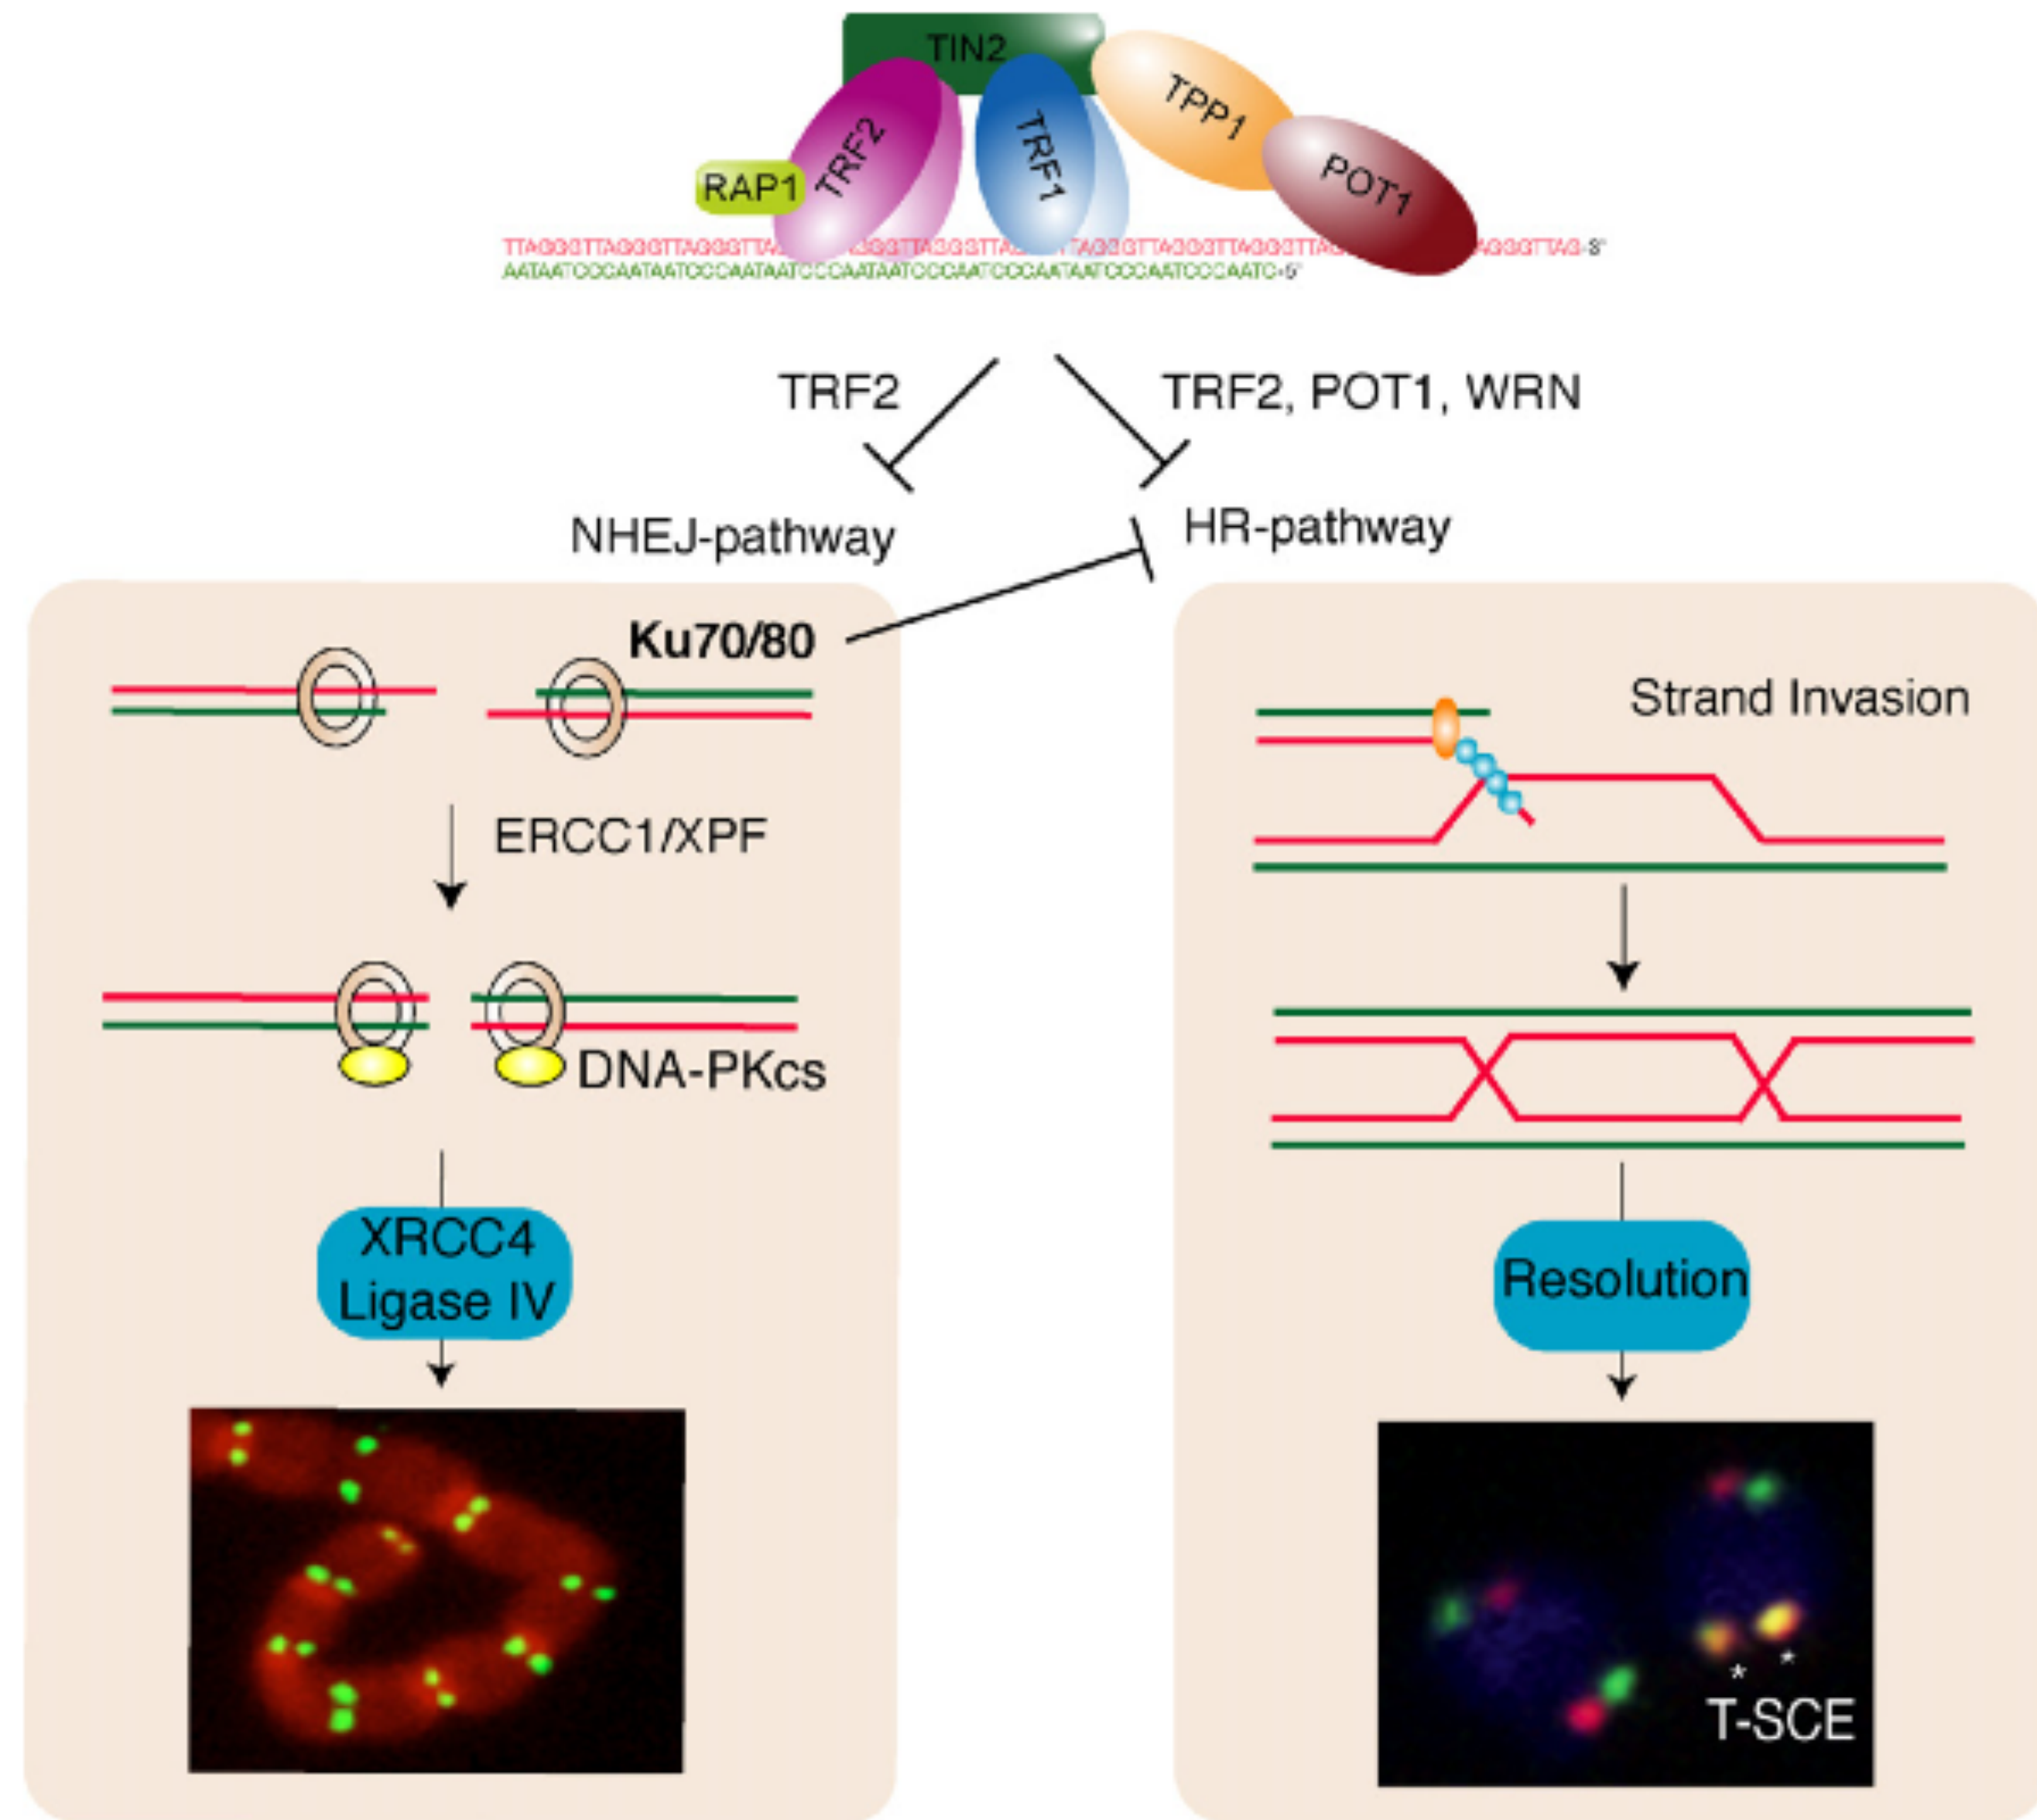 TIN2
TPP1
TRF2
TRF1
POT1
RAP1
TRF2
TRF2, POT1, WRN
NHEJ-pathway
HR-pathway
Ku70/80
Strand Invasion
ERCC1/XPF
DNA-PKcs
XRCC4
Ligase IV
Resolution
* *
T-SCE